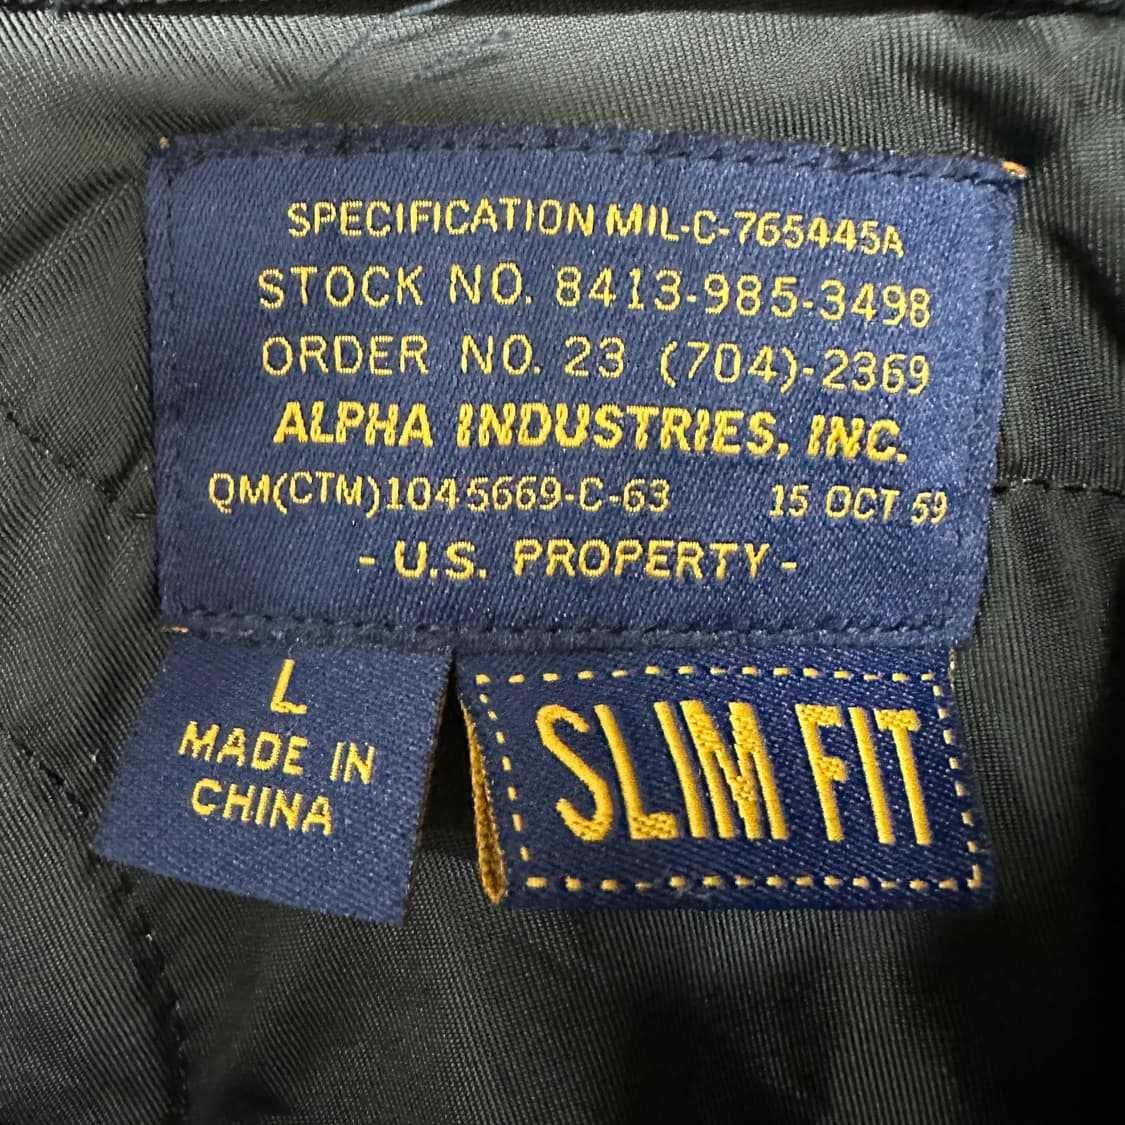 SPECIFICATION MIL-C-765445A
STOCK NO. 8413-985-3498
ORDER NO. 23 (704)-2369
ALPHA INDUSTRIES, INC.
QM(CTM)1045669-C-63 15 OCT 59
- U.S. PROPERTY -
L
MADE IN
CHINA
SLIM FIT